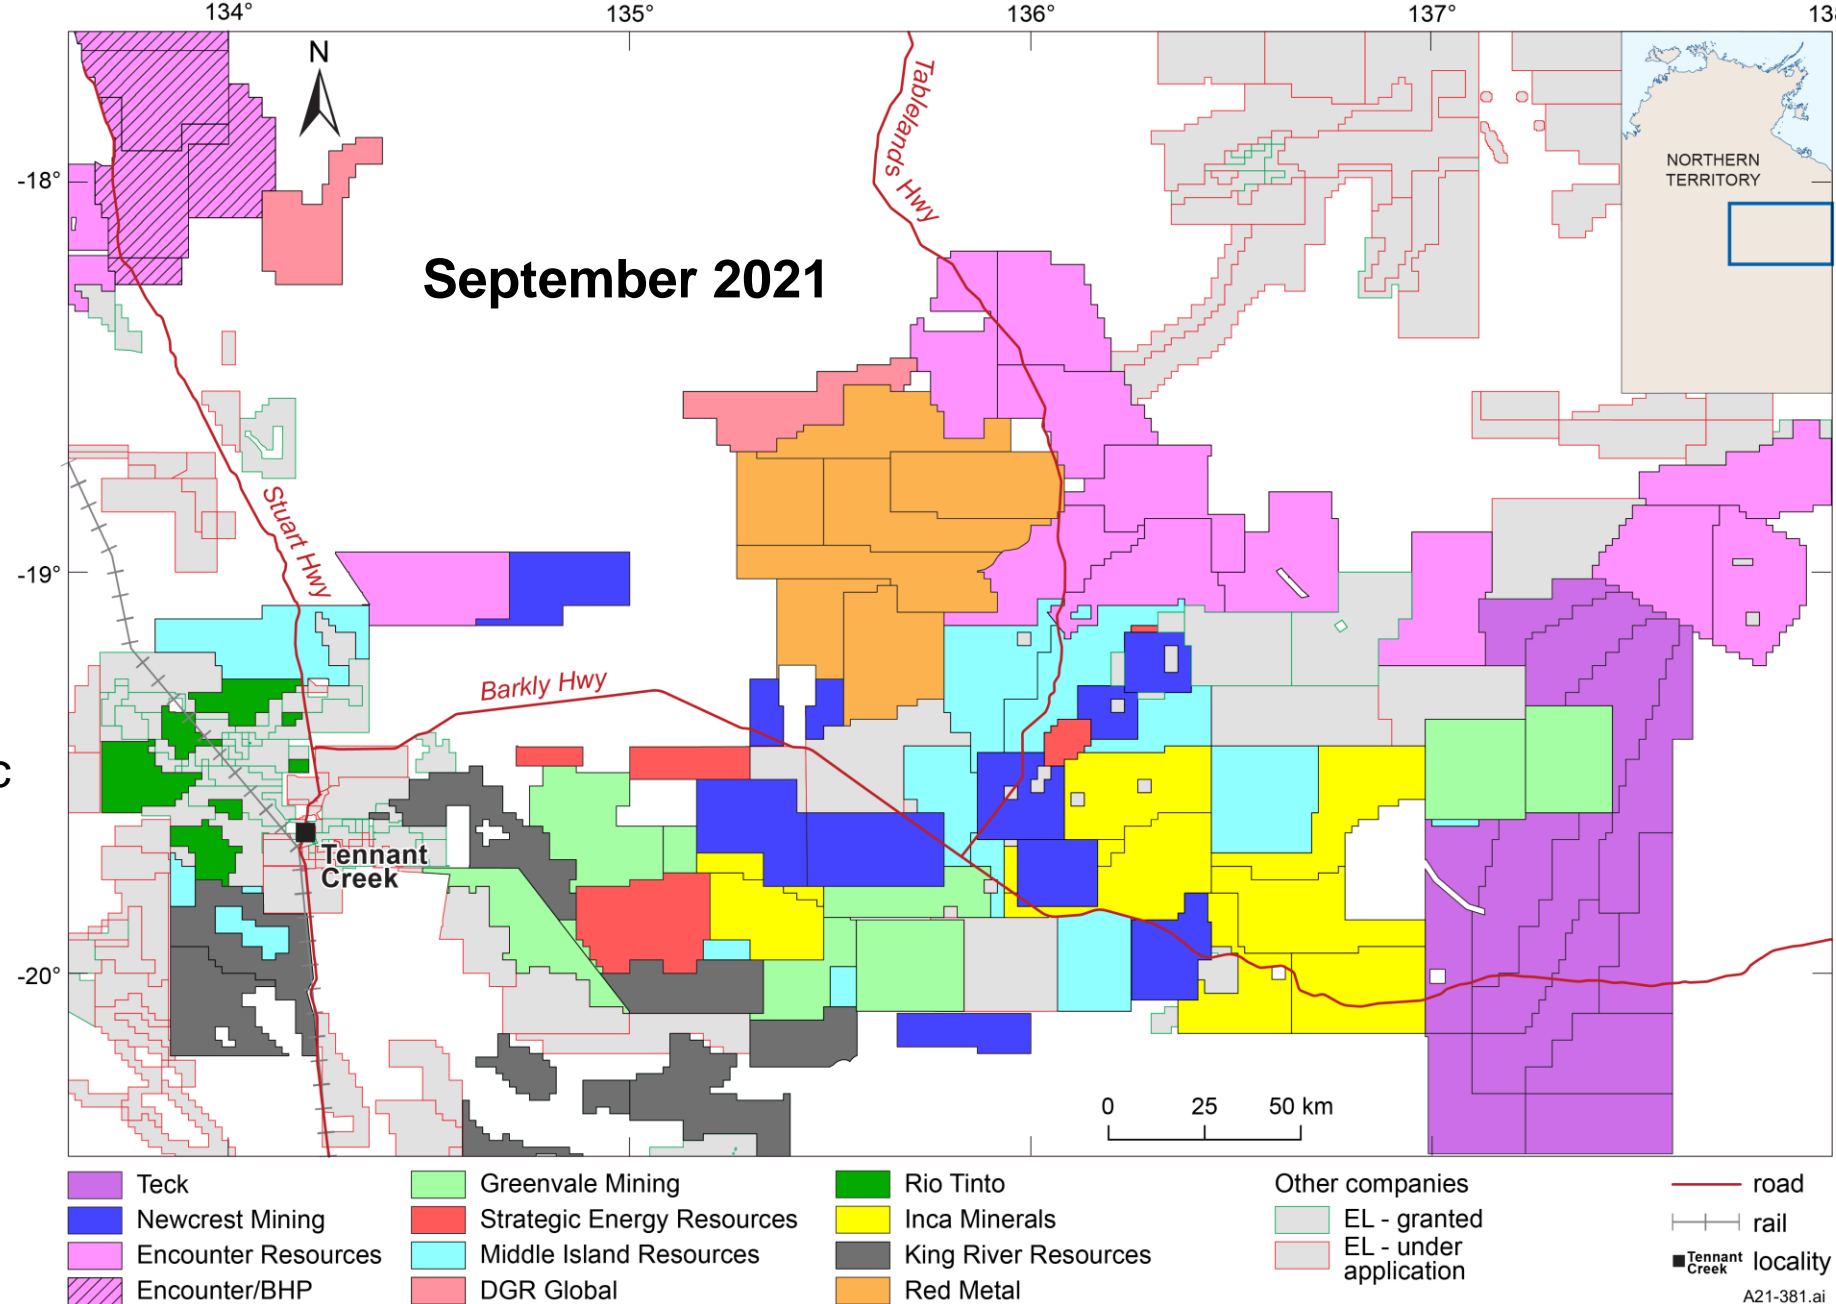 134°
135°
136°
137°
138
N
Tablelands Hwy
NORTHERN
TERRITORY
-18°
September 2021
Stuart Hwy
-19°
Barkly Hwy
C
Tennant
Creek
-20°
0 25 50 km
Teck
Newcrest Mining
Encounter Resources
Encounter/BHP
Greenvale Mining
Strategic Energy Resources
Middle Island Resources
DGR Global
Rio Tinto
Inca Minerals
King River Resources
Red Metal
Other companies
EL - granted
EL - under
application
road
rail
Tennant
Creek
locality
A21-381.ai